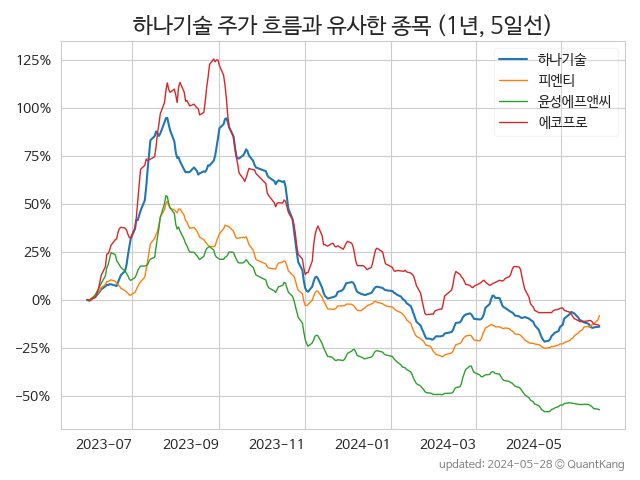 하나기술 주가 흐름과 유사한 종목 (1년, 5일선)
하나기술
피엔티
윤성에프앤씨
에코프로
125%
100%
75%
50%
25%
0%
−25%
−50%
2023-07
2023-09
2023-11
2024-01
2024-03
2024-05
updated: 2024-05-28 © QuantKang